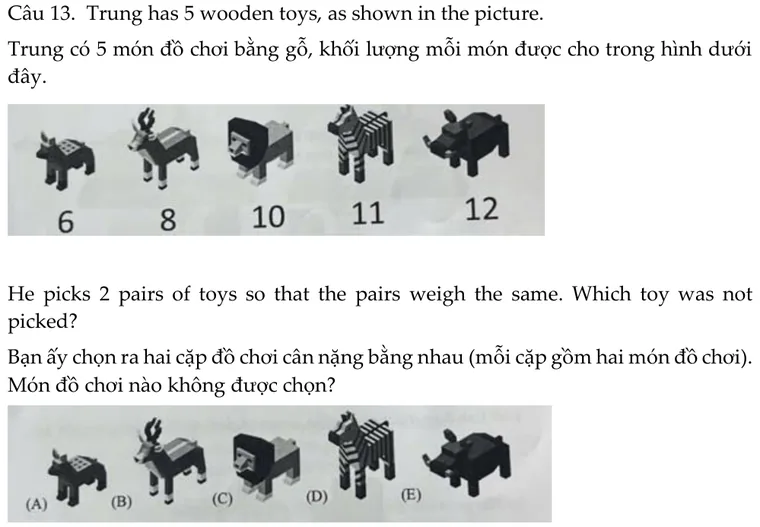 Câu 13. Trung has 5 wooden toys, as shown in the picture.
Trung có 5 món đồ chơi bằng gỗ, khối lượng mỗi món được cho trong hình dưới
đây.
6 8 10 11 12
He picks 2 pairs of toys so that the pairs weigh the same. Which toy was not
picked?
Bạn ấy chọn ra hai cặp đồ chơi cân nặng bằng nhau (mỗi cặp gồm hai món đồ chơi).
Món đồ chơi nào không được chọn?
(A) (B) (C) (D) (E)